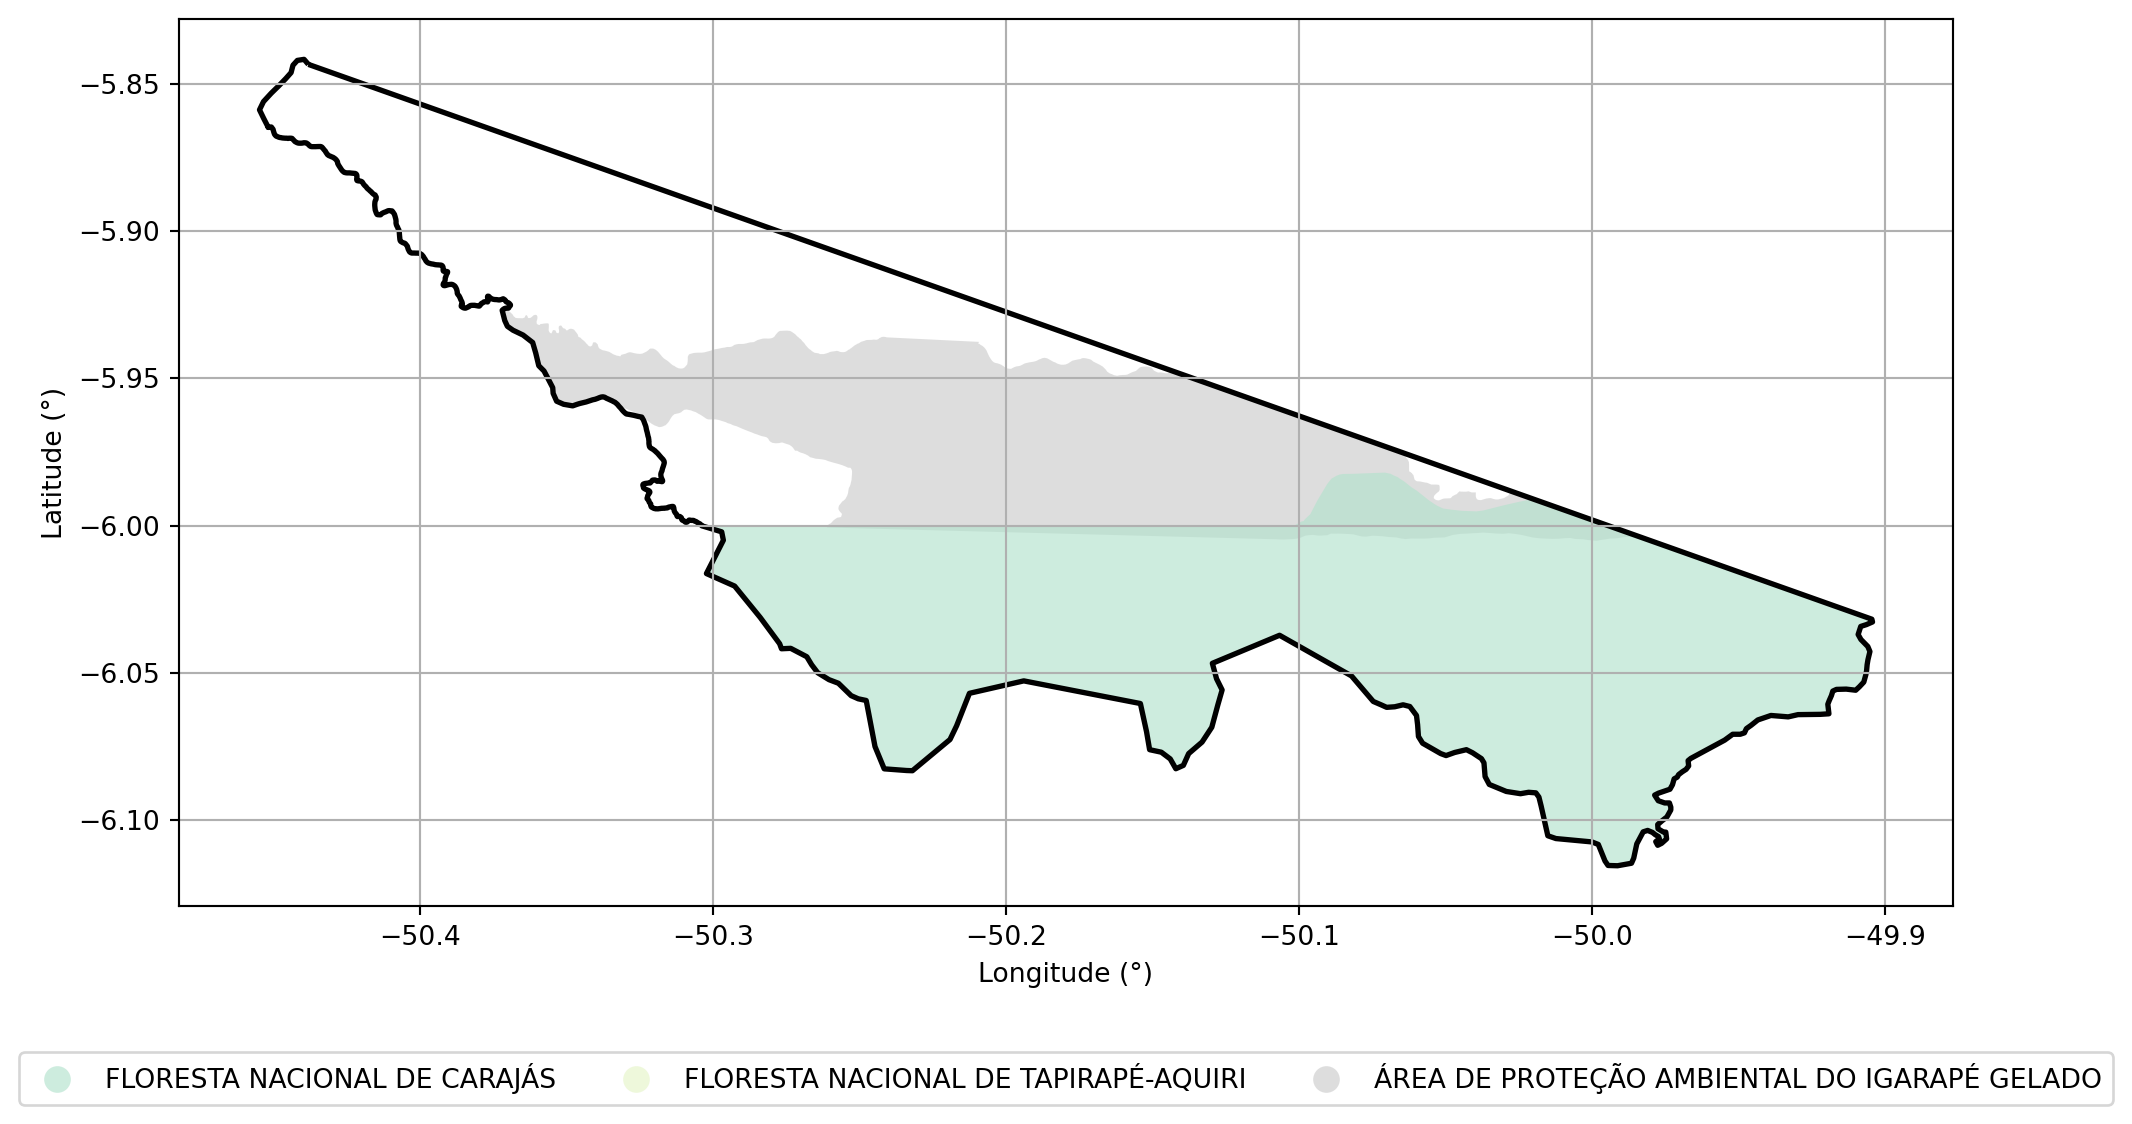 −5.85
−5.90
−5.95
−6.00
−6.05
−6.10
Latitude (°)
−50.4 −50.3 −50.2 −50.1 −50.0 −49.9
Longitude (°)
FLORESTA NACIONAL DE CARAJÁS FLORESTA NACIONAL DE TAPIRAPÉ-AQUIRI ÁREA DE PROTEÇÃO AMBIENTAL DO IGARAPÉ GELADO